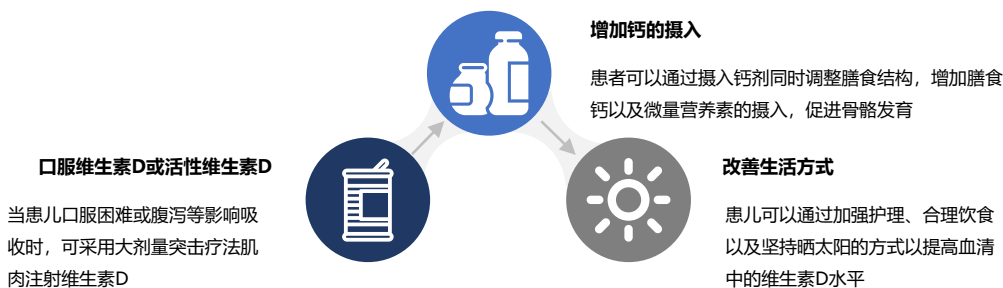 增加钙的摄入
患者可以通过摄入钙剂同时调整膳食结构，增加膳食
钙以及微量营养素的摄入，促进骨骼发育
口服维生素D或活性维生素D
当患儿口服困难或腹泻等影响吸
收时，可采用大剂量突击疗法肌
肉注射维生素D
改善生活方式
患儿可以通过加强护理、合理饮食
以及坚持晒太阳的方式以提高血清
中的维生素D水平